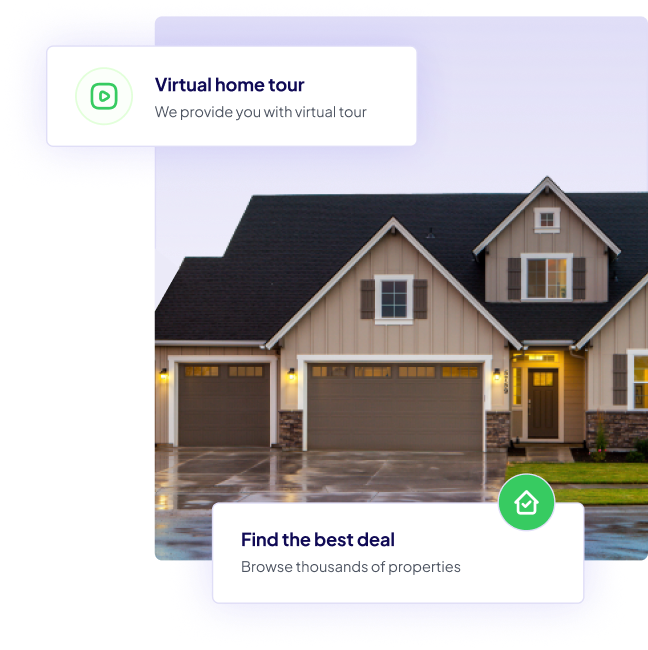 Virtual home tour
We provide you with virtual tour
Find the best deal
Browse thousands of properties